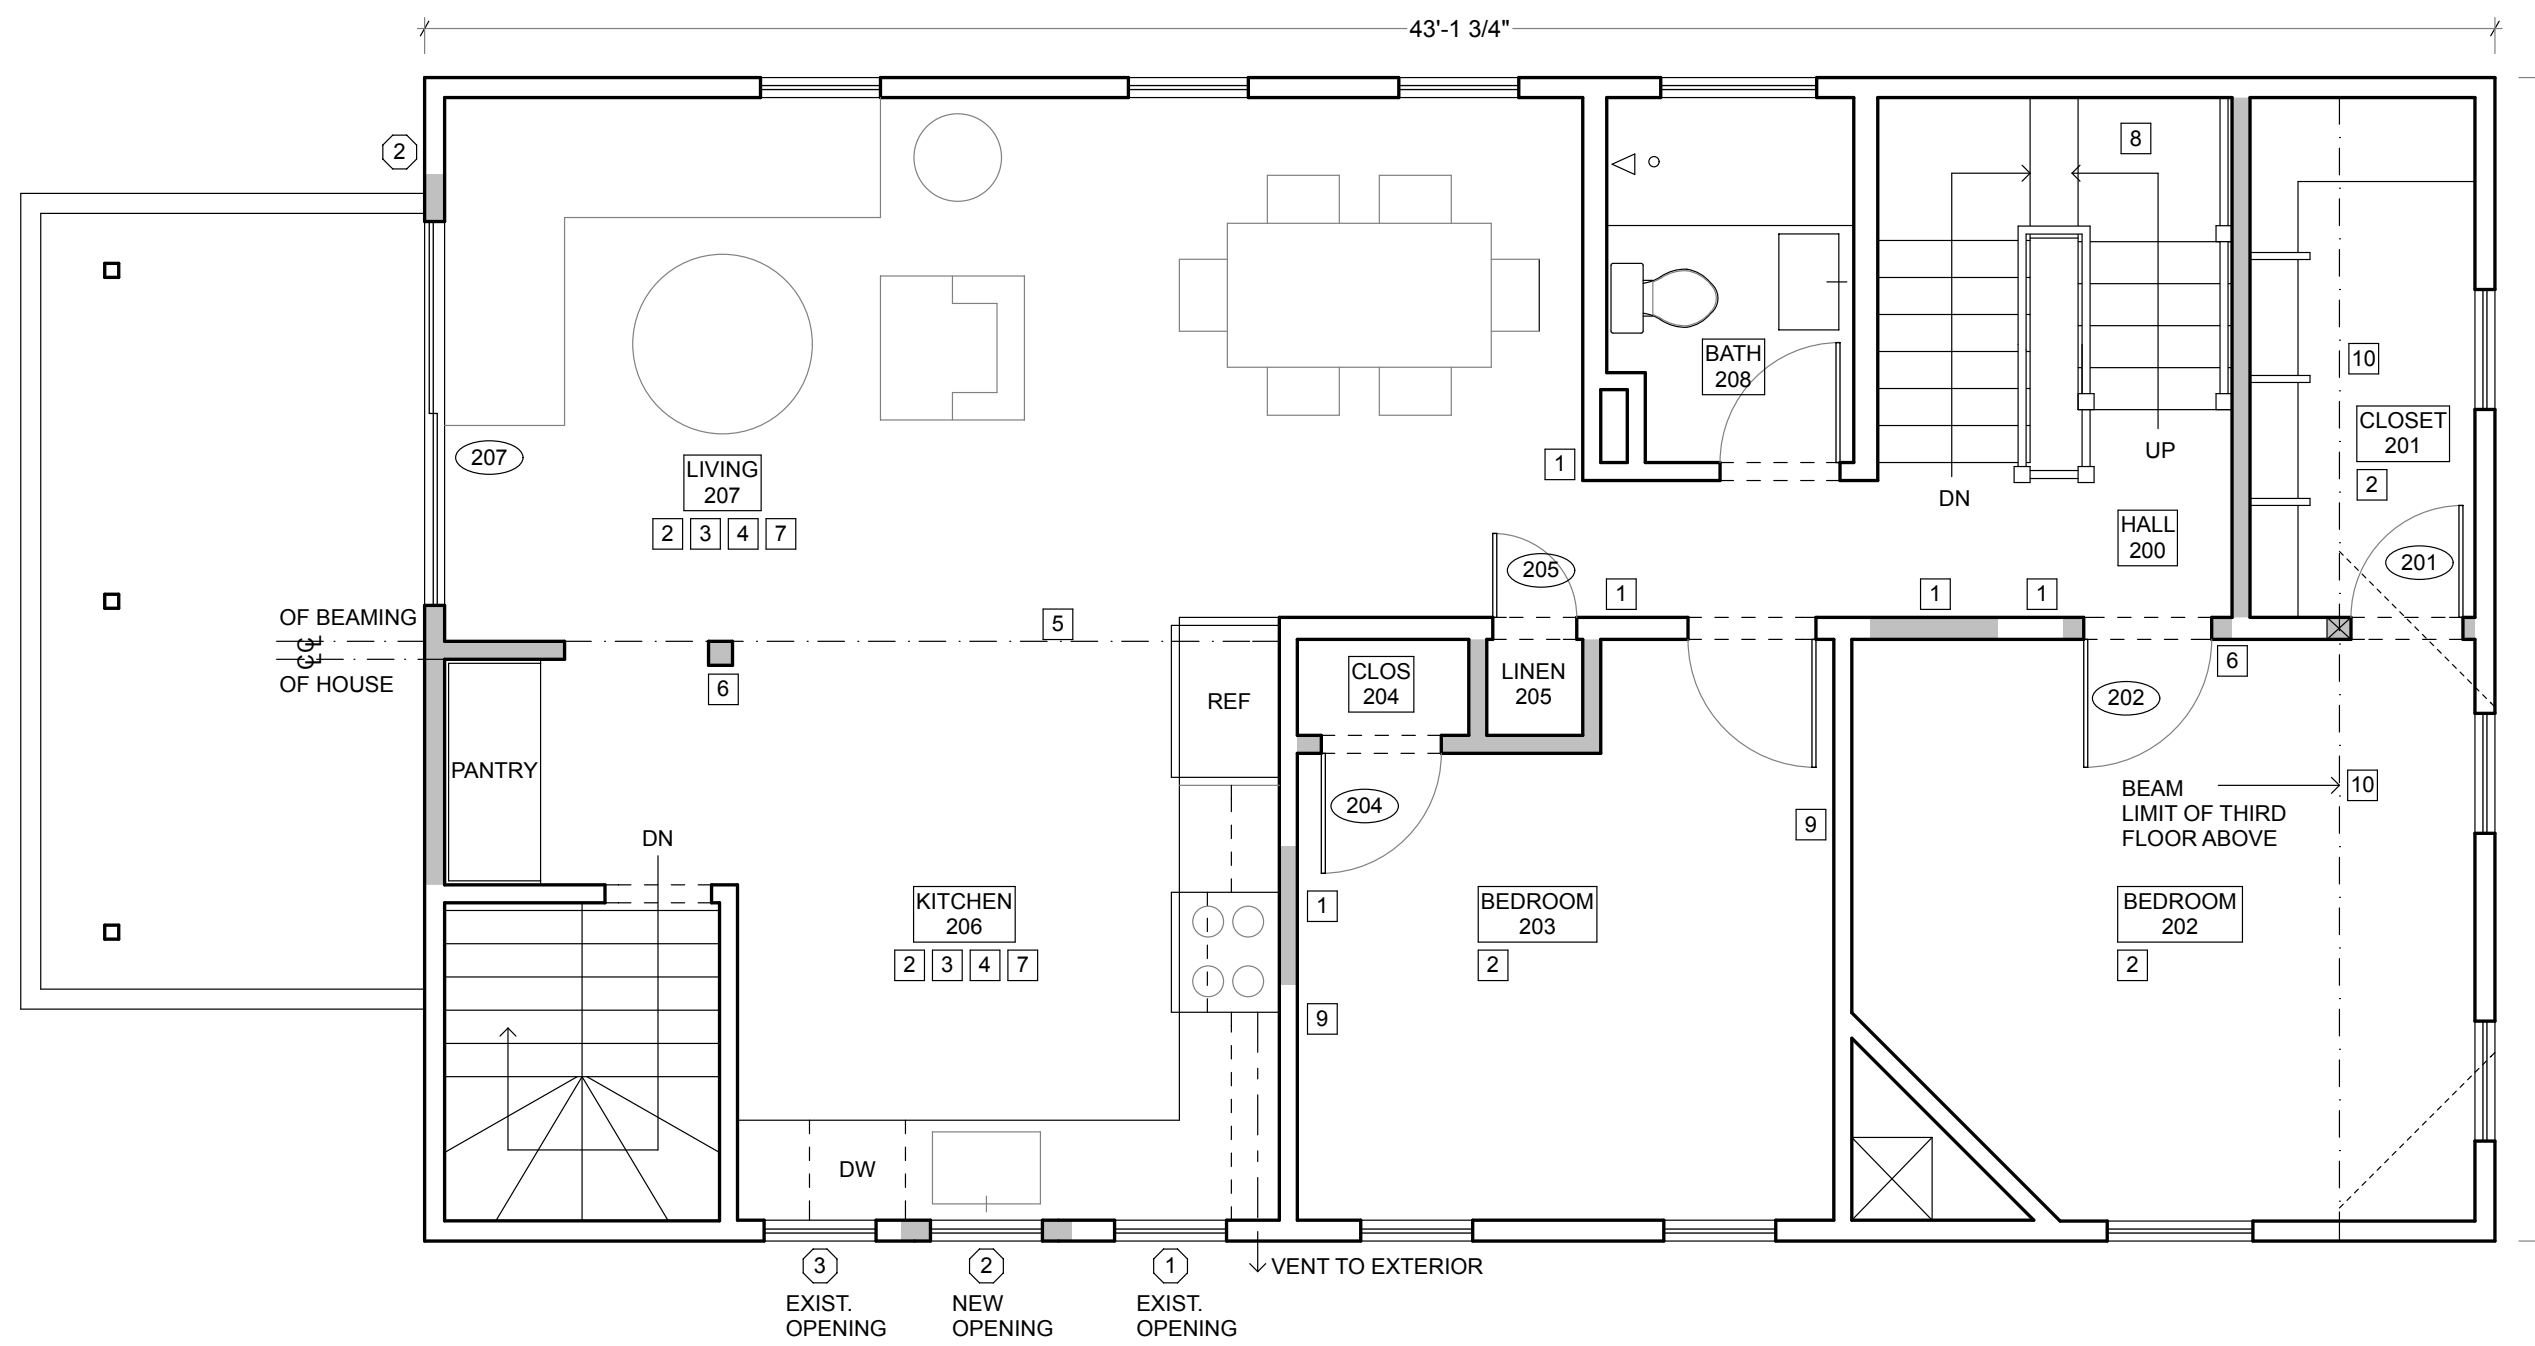 43'-1 3/4"
2
8
BATH
208
10
CLOSET
201
2
UP
DN
207
LIVING
207
2 3 4 7
1
HALL
200
205
201
1
1
1
OF BEAMING
CL
CL
OF HOUSE
5
6
REF
CLOS
204
LINEN
205
6
202
PANTRY
BEAM
LIMIT OF THIRD
FLOOR ABOVE
10
204
9
DN
KITCHEN
206
2 3 4 7
1
BEDROOM
203
2
BEDROOM
202
2
9
DW
3
EXIST.
OPENING
2
NEW
OPENING
1
EXIST.
OPENING
VENT TO EXTERIOR